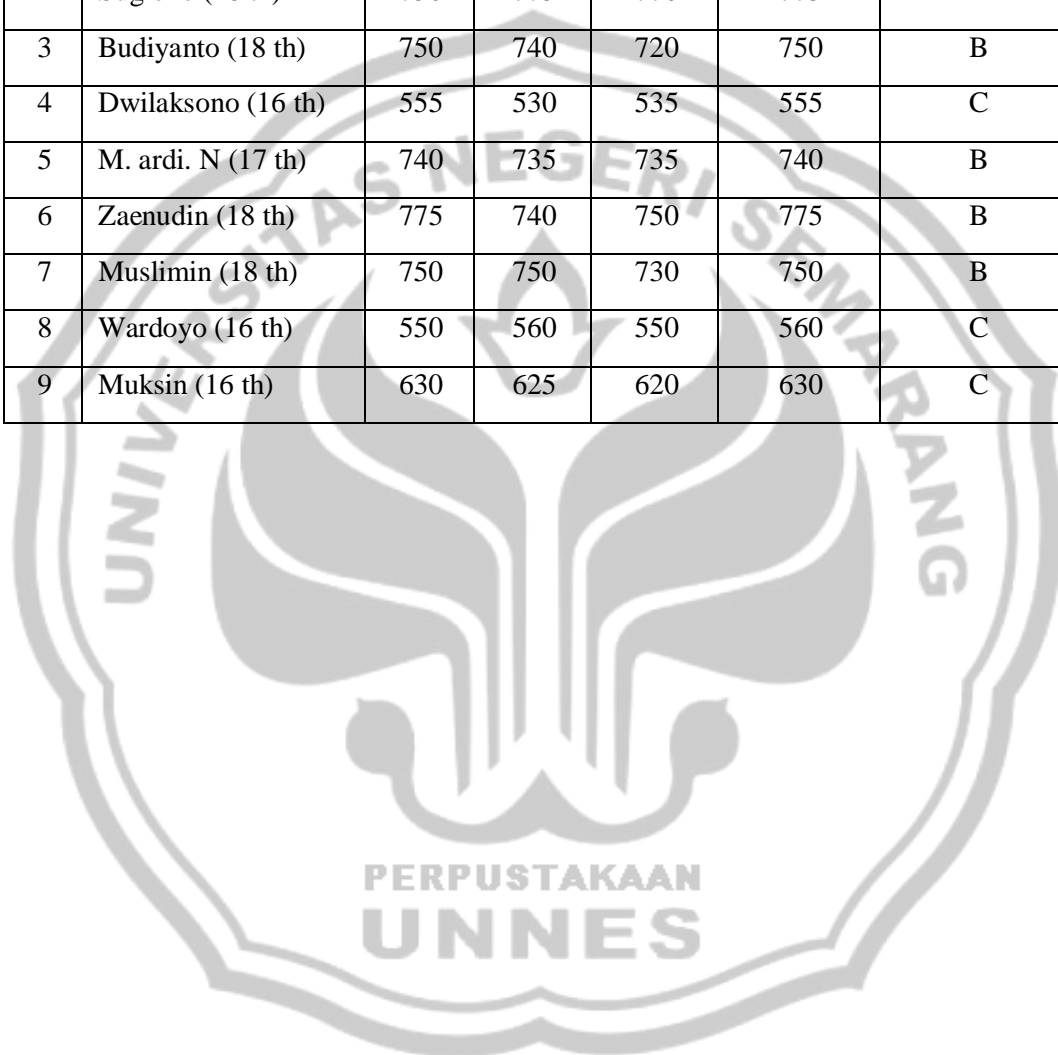 3 Budiyanto (18 th) 750 740 720 750 B
4 Dwilaksono (16 th) 555 530 535 555 C
5 M. ardi. N (17 th) 740 735 735 740 B
6 Zaenudin (18 th) 775 740 750 775 B
7 Muslimin (18 th) 750 750 730 750 B
8 Wardoyo (16 th) 550 560 550 560 C
9 Muksin (16 th) 630 625 620 630 C
UNIVERSITAS NEGERI SEMARANG
PERPUSTAKAAN
UNNES